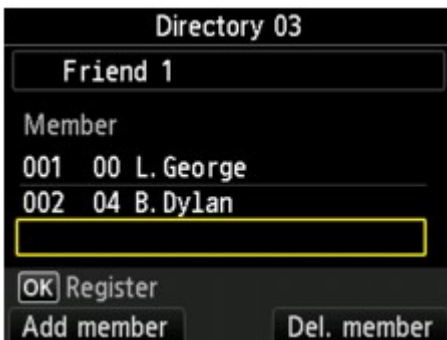 Directory 03
Friend 1
Member
001 00 L.George
002 04 B.Dylan
OK Register
Add member Del. member